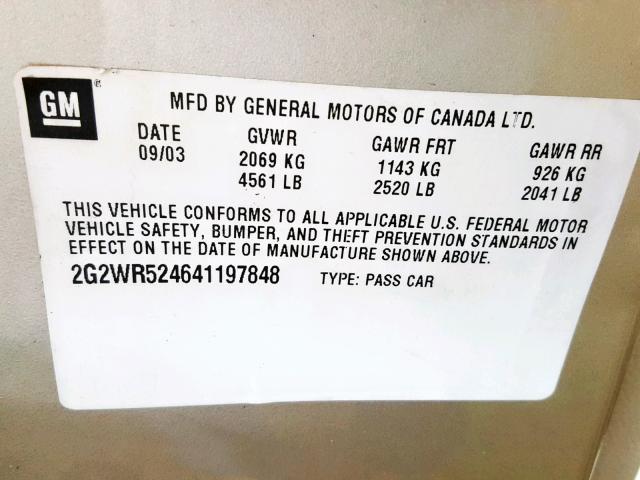 GM®
MFD BY GENERAL MOTORS OF CANADA LTD.
DATE GVWR GAWR FRT GAWR RR
09/03 2069 KG 1143 KG 926 KG
4561 LB 2520 LB 2041 LB
THIS VEHICLE CONFORMS TO ALL APPLICABLE U.S. FEDERAL MOTOR
VEHICLE SAFETY, BUMPER, AND THEFT PREVENTION STANDARDS IN
EFFECT ON THE DATE OF MANUFACTURE SHOWN ABOVE.
2G2WR524641197848 TYPE: PASS CAR